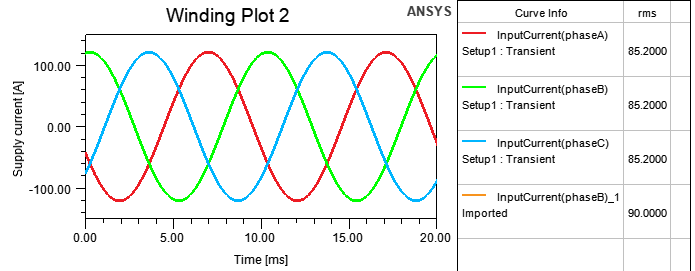 Winding Plot 2
ANSYS
Supply current [A]
100.00
0.00
-100.00
0.00 5.00 10.00 15.00 20.00
Time [ms]
Curve Info rms
InputCurrent(phaseA)
Setup1 : Transient 85.2000
InputCurrent(phaseB)
Setup1 : Transient 85.2000
InputCurrent(phaseC)
Setup1 : Transient 85.2000
InputCurrent(phaseB)_1
Imported 90.0000